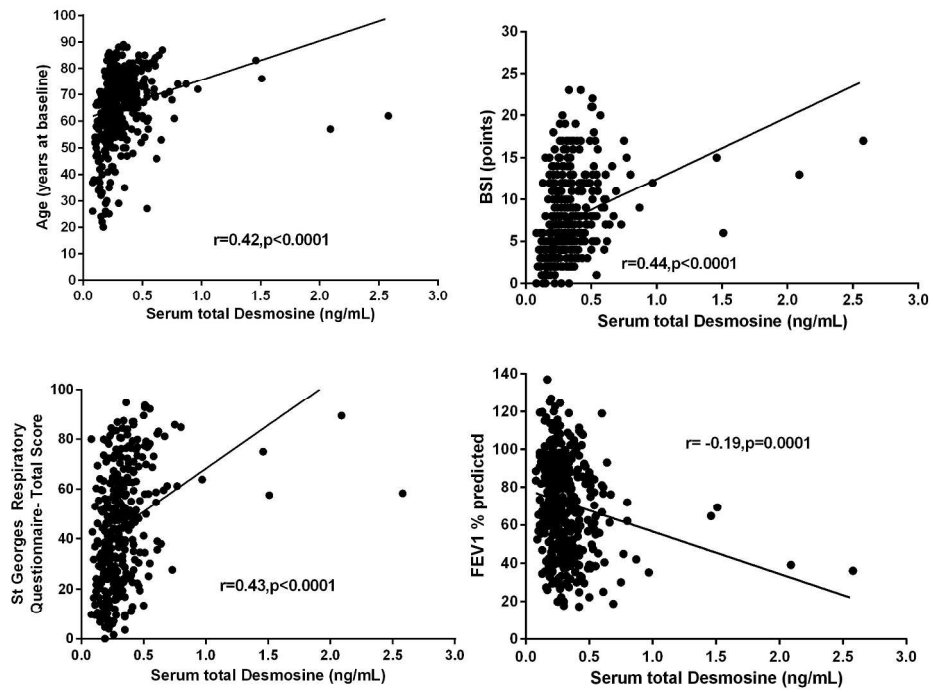 100
90
80
70
60
50
40
30
20
10
0
Age (years at baseline)
r=0.42,p<0.0001
0.0 0.5 1.0 1.5 2.0 2.5 3.0
Serum total Desmosine (ng/mL)
30
25
20
15
10
5
0
BSI (points)
r=0.44,p<0.0001
0.0 0.5 1.0 1.5 2.0 2.5 3.0
Serum total Desmosine (ng/mL)
100
80
60
40
20
0
St Georges Respiratory
Questionnaire- Total Score
r=0.43,p<0.0001
0.0 0.5 1.0 1.5 2.0 2.5 3.0
Serum total Desmosine (ng/mL)
140
120
100
80
60
40
20
0
FEV1 % predicted
r= -0.19,p=0.0001
0.0 0.5 1.0 1.5 2.0 2.5 3.0
Serum total Desmosine (ng/mL)